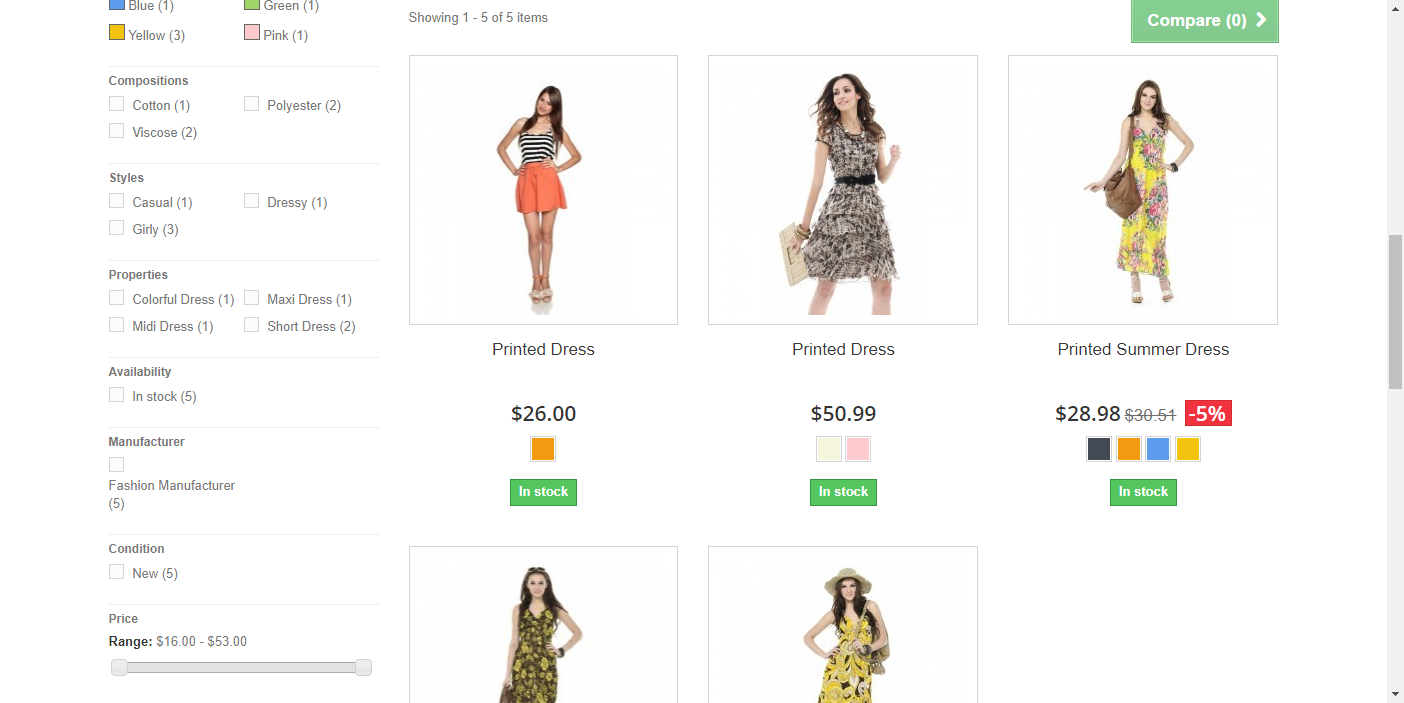 Blue (1)
Green (1)
Yellow (3)
Pink (1)
Compositions
Cotton (1)
Polyester (2)
Viscose (2)
Styles
Casual (1)
Dressy (1)
Girly (3)
Properties
Colorful Dress (1)
Maxi Dress (1)
Midi Dress (1)
Short Dress (2)
Availability
In stock (5)
Manufacturer
Fashion Manufacturer
(5)
Condition
New (5)
Price
Range: $16.00 - $53.00
Showing 1 - 5 of 5 items
Compare (0)
Printed Dress
$26.00
In stock
Printed Dress
$50.99
In stock
Printed Summer Dress
$28.98 $30.51 -5%
In stock